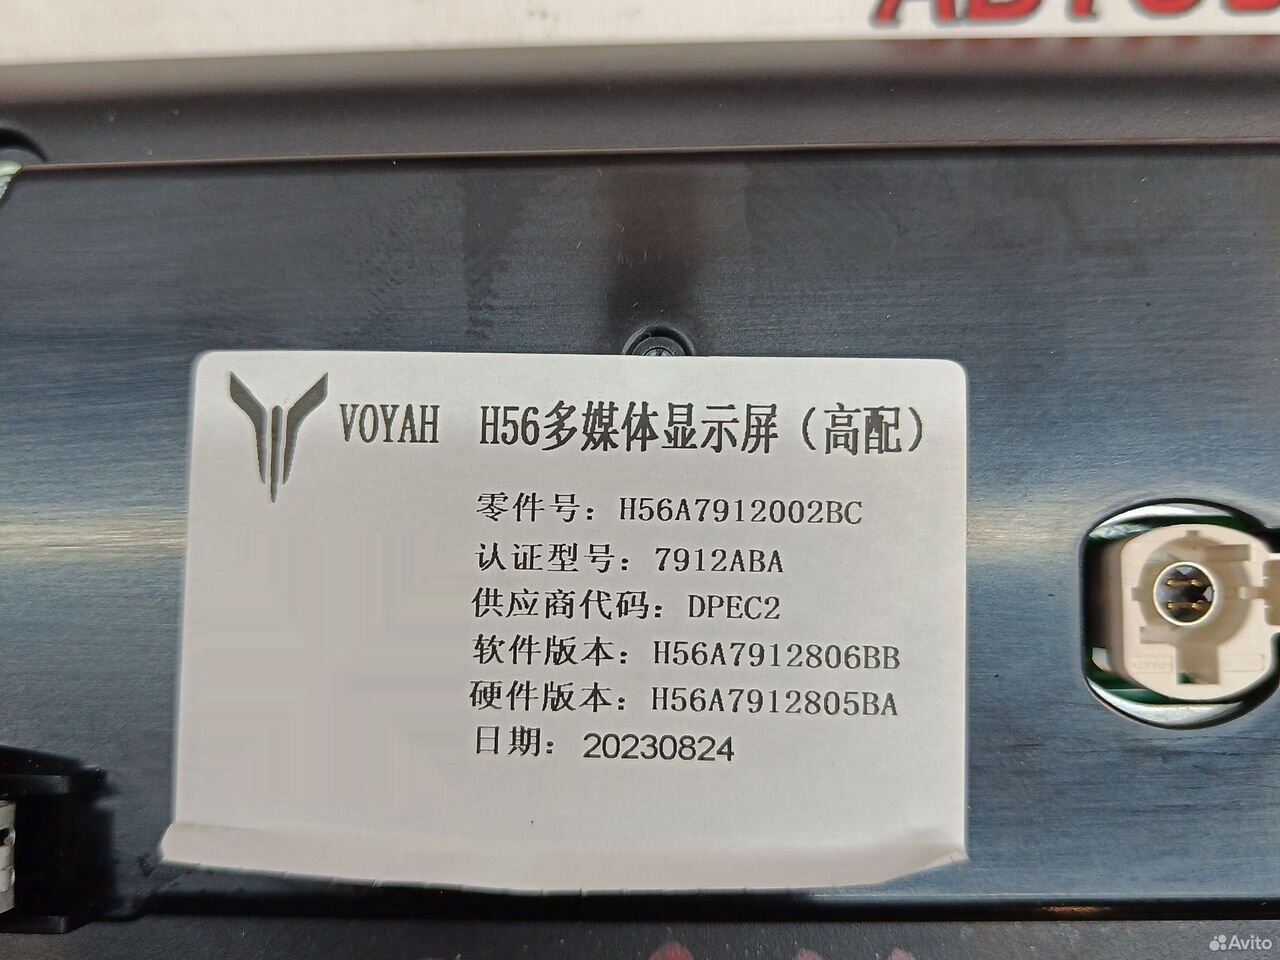 VOYAH H56多媒体显示屏（高配）
零件号：H56A7912002BC
认证型号：7912ABA
供应商代码：DPEC2
软件版本：H56A7912806BB
硬件版本：H56A7912805BA
日期：20230824
Avito